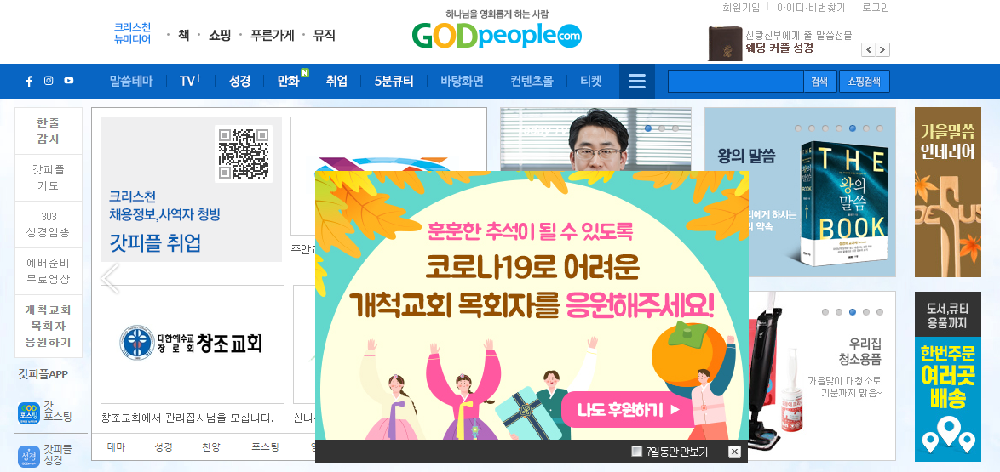 회원가입
아이디·비번찾기
로그인
크리스천
뉴미디어
책
쇼핑
푸른가게
뮤직
하나님을 영화롭게 하는 사람
GODpeople.com
신랑신부에게 줄 말씀선물
웨딩 커플 성경
말씀테마
TV
성경
만화
N
취업
5분큐티
바탕화면
컨텐츠몰
티켓
검색
쇼핑검색
한줄
감사
갓피플
기도
303
성경암송
예배준비
무료영상
개척교회
목회자
응원하기
갓피플APP
GOD
포스팅
갓
포스팅
성경
갓피플
성경
크리스천
채용정보,사역자 청빙
갓피플 취업
주안교
대한예수교
장로회
창조교회
창조교회에서 관리집사님을 모십니다.
신나
테마
성경
찬양
포스팅
훈훈한 추석이 될 수 있도록
코로나19로 어려운
개척교회 목회자를 응원해주세요!
나도 후원하기
7일동안 안보기
왕의 말씀
리에게 하시는
의 약속
THE
왕의
말씀
BOOK
THE
BOOK
우리집
청소용품
가을맞이 대청소로
기분까지 맑음~
가을말씀
인테리어
도서,큐티
용품까지
한번주문
여러곳
배송